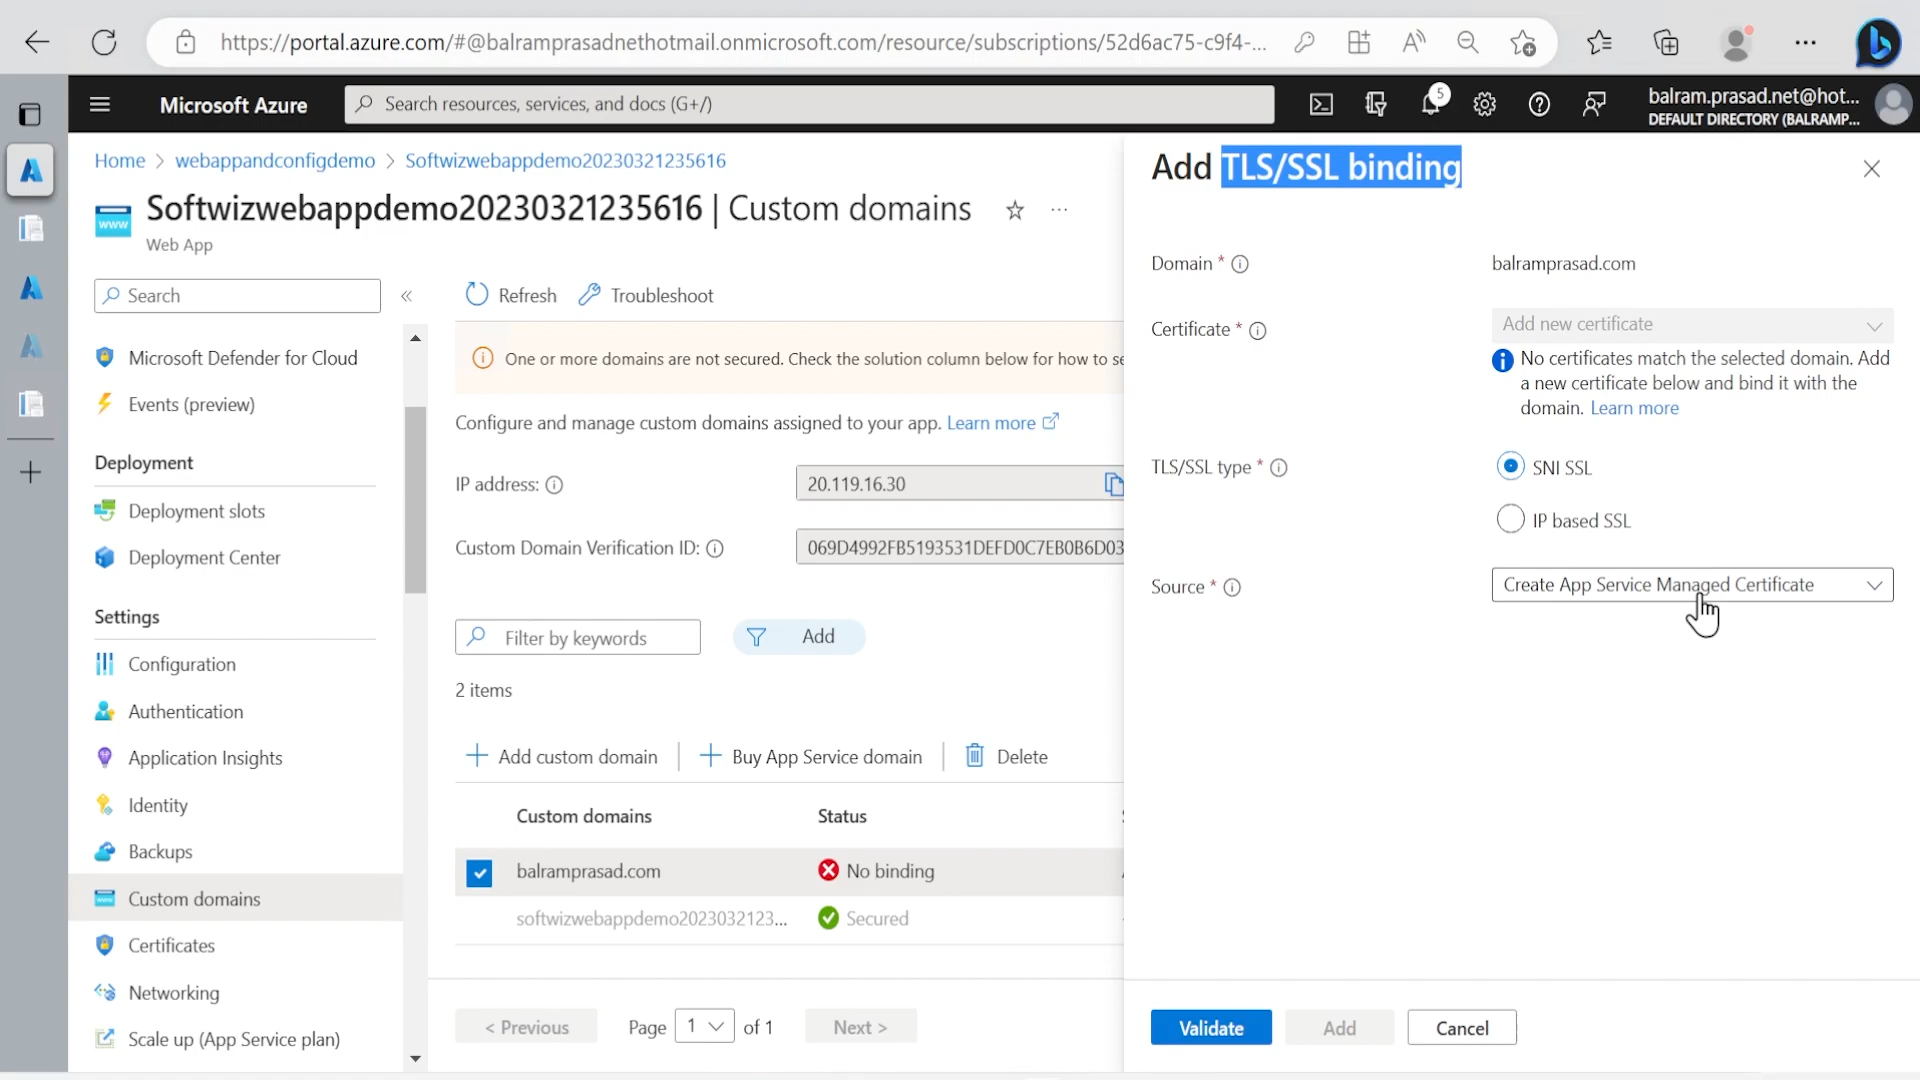 https://portal.azure.com/#@balramprasadnethotmail.onmicrosoft.com/resource/subscriptions/52d6ac75-c9f4-...
Microsoft Azure
Search resources, services, and docs (G+/)
5
balram.prasad.net@hot...
DEFAULT DIRECTORY (BALRAMP...
Home > webappandconfigdemo > Softwizwebappdemo20230321235616
Softwizwebappdemo20230321235616 | Custom domains
Web App
Search
Microsoft Defender for Cloud
Events (preview)
Deployment
Deployment slots
Deployment Center
Settings
Configuration
Authentication
Application Insights
Identity
Backups
Custom domains
Certificates
Networking
Scale up (App Service plan)
Refresh
Troubleshoot
One or more domains are not secured. Check the solution column below for how to se
Configure and manage custom domains assigned to your app. Learn more
IP address:
20.119.16.30
Custom Domain Verification ID:
069D4992FB5193531DEFD0C7EB0B6D03
Filter by keywords
Add
2 items
Add custom domain
Buy App Service domain
Delete
Custom domains
Status
balramprasad.com
No binding
softwizwebappdemo2023032123...
Secured
< Previous
Page 1 of 1
Next >
Add TLS/SSL binding
Domain *
balramprasad.com
Certificate *
Add new certificate
No certificates match the selected domain. Add
a new certificate below and bind it with the
domain. Learn more
TLS/SSL type *
SNI SSL
IP based SSL
Source *
Create App Service Managed Certificate
Validate
Add
Cancel